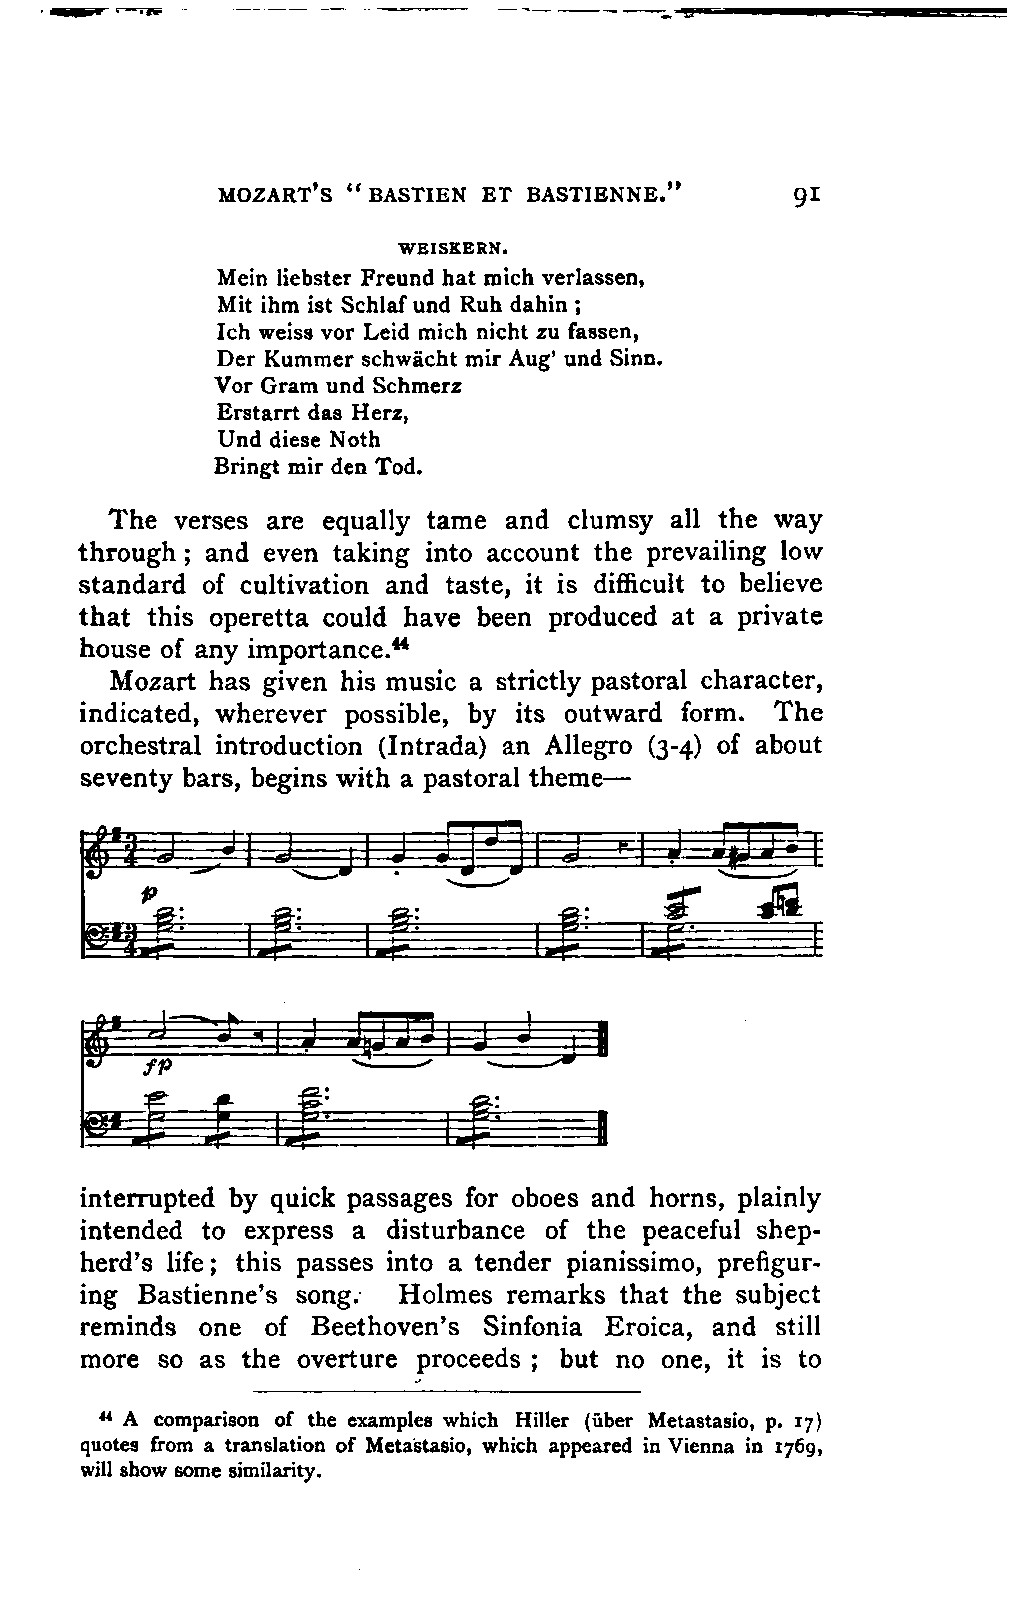 MOZART'S "BASTIEN ET BASTIENNE." 91
WEISKERN.
Mein liebster Freund hat mich verlassen,
Mit ihm ist Schlaf und Ruh dahin ;
Ich weiss vor Leid mich nicht zu fassen,
Der Kummer schwächt mir Aug' und Sinn.
Vor Gram und Schmerz
Erstarrt das Herz,
Und diese Noth
Bringt mir den Tod.
The verses are equally tame and clumsy all the way
through ; and even taking into account the prevailing low
standard of cultivation and taste, it is difficult to believe
that this operetta could have been produced at a private
house of any importance.⁴⁴
Mozart has given his music a strictly pastoral character,
indicated, wherever possible, by its outward form. The
orchestral introduction (Intrada) an Allegro (3-4) of about
seventy bars, begins with a pastoral theme—
3
4
p
3
4
fp
interrupted by quick passages for oboes and horns, plainly
intended to express a disturbance of the peaceful shep-
herd's life ; this passes into a tender pianissimo, prefigur-
ing Bastienne's song. Holmes remarks that the subject
reminds one of Beethoven's Sinfonia Eroica, and still
more so as the overture proceeds ; but no one, it is to
⁴⁴ A comparison of the examples which Hiller (über Metastasio, p. 17)
quotes from a translation of Metastasio, which appeared in Vienna in 1769,
will show some similarity.